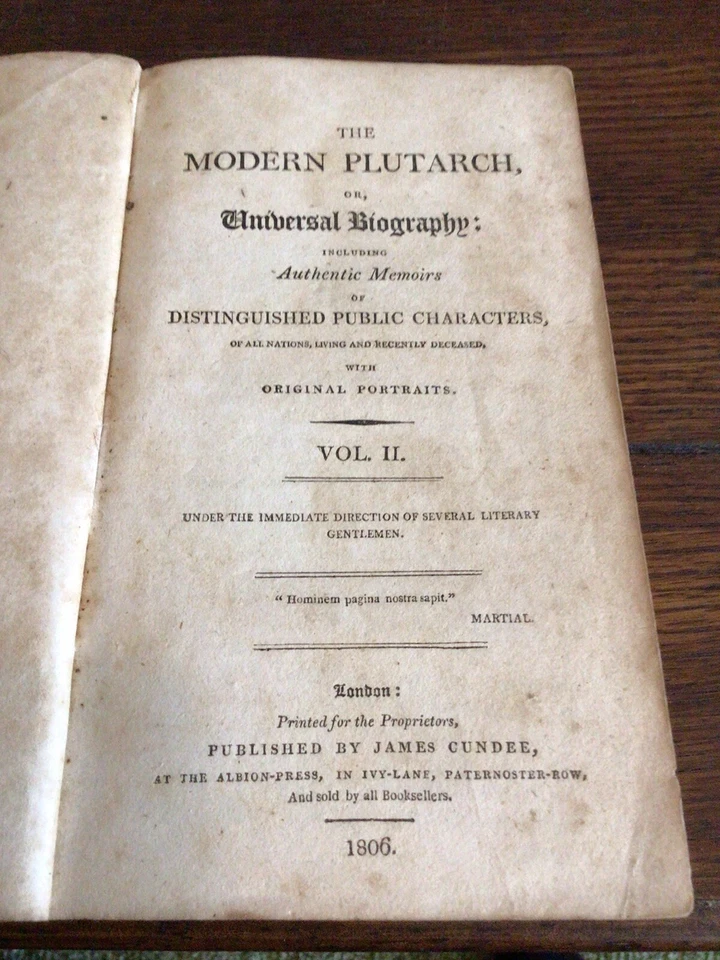 THE
MODERN PLUTARCH,
OR,
Universal Biography:
INCLUDING
Authentic Memoirs
OF
DISTINGUISHED PUBLIC CHARACTERS,
OF ALL NATIONS, LIVING AND RECENTLY DECEASED,
WITH
ORIGINAL PORTRAITS.
VOL. II.
UNDER THE IMMEDIATE DIRECTION OF SEVERAL LITERARY
GENTLEMEN.
“ Hominem pagina nostra sapit.”
MARTIAL.
London:
Printed for the Proprietors,
PUBLISHED BY JAMES CUNDEE,
AT THE ALBION-PRESS, IN IVY-LANE, PATERNOSTER-ROW,
And sold by all Booksellers.
1806.